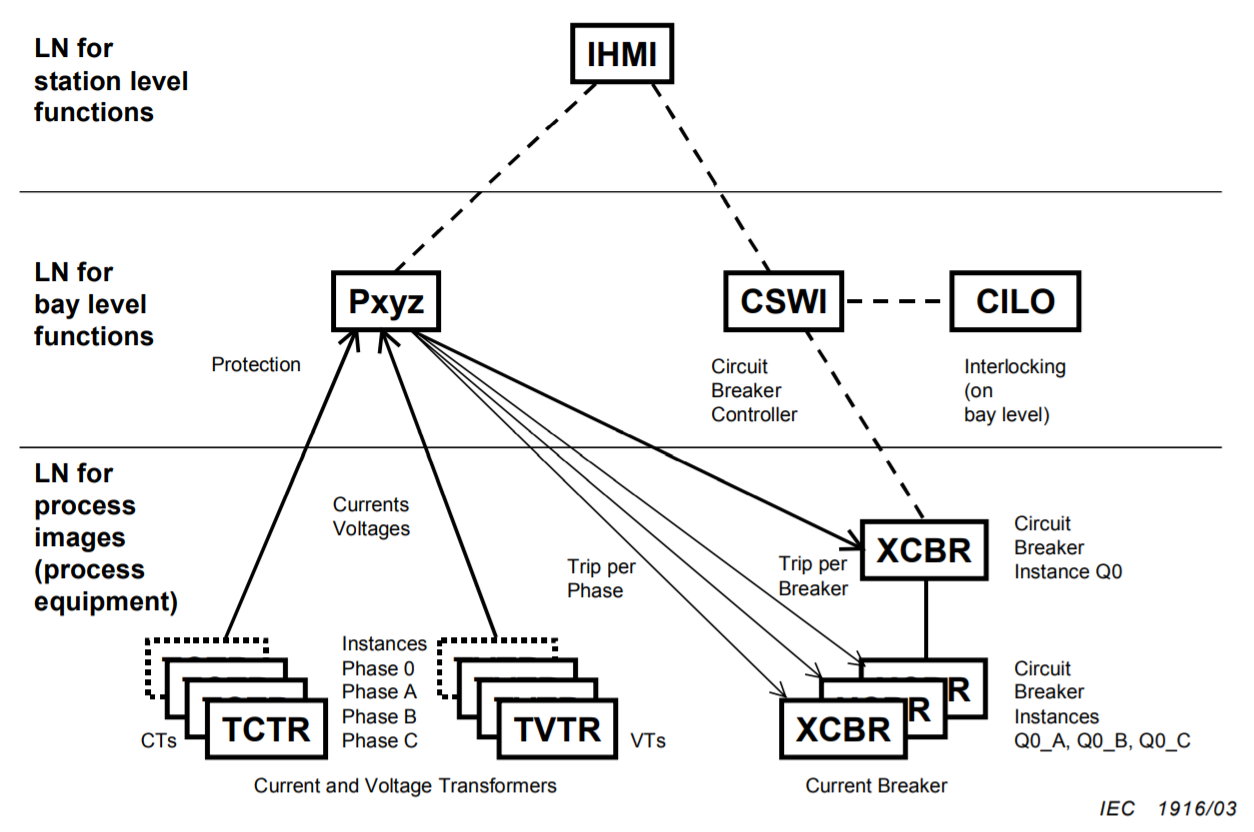 LN for
station level
functions
IHMI
LN for
bay level
functions
Pxyz
CSWI
CILO
Protection
Circuit
Breaker
Controller
Interlocking
(on
bay level)
LN for
process
images
(process
equipment)
Currents
Voltages
Trip per
Phase
Trip per
Breaker
XCBR
Circuit
Breaker
Instance Q0
Instances
Phase 0
Phase A
Phase B
Phase C
CTs
TCTR
TVTR
VTs
XCBR
R
R
Circuit
Breaker
Instances
Q0_A, Q0_B, Q0_C
Current and Voltage Transformers
Current Breaker
IEC 1916/03